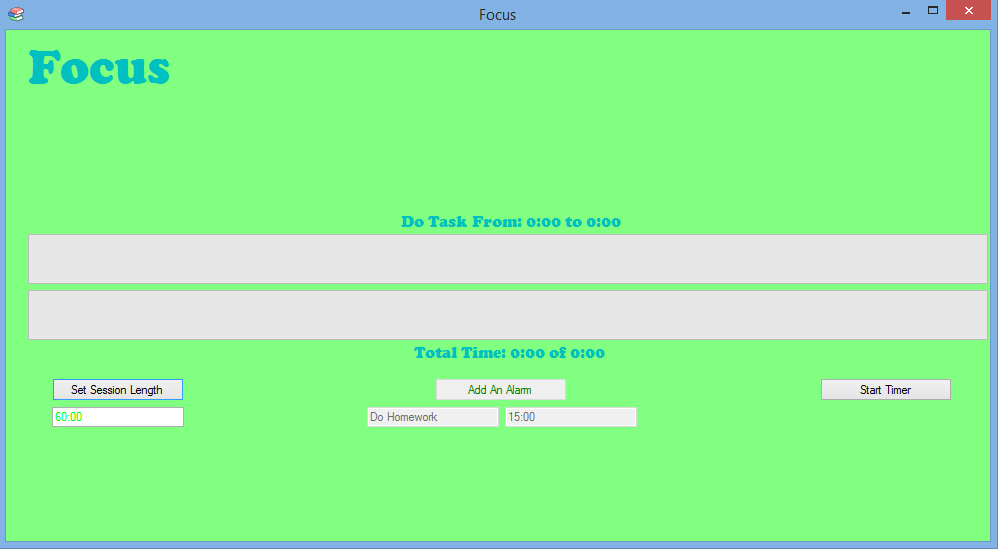 Focus
Focus
Do Task From: 0:00 to 0:00
Total Time: 0:00 of 0:00
Set Session Length
Add An Alarm
Start Timer
60:00
Do Homework
15:00